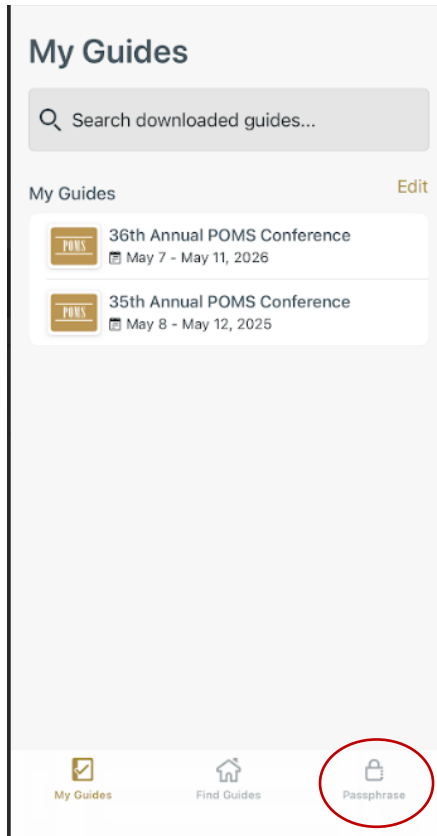 My Guides
Search downloaded guides...
My Guides
Edit
POMS
36th Annual POMS Conference
May 7 - May 11, 2026
POMS
35th Annual POMS Conference
May 8 - May 12, 2025
My Guides
Find Guides
Passphrase